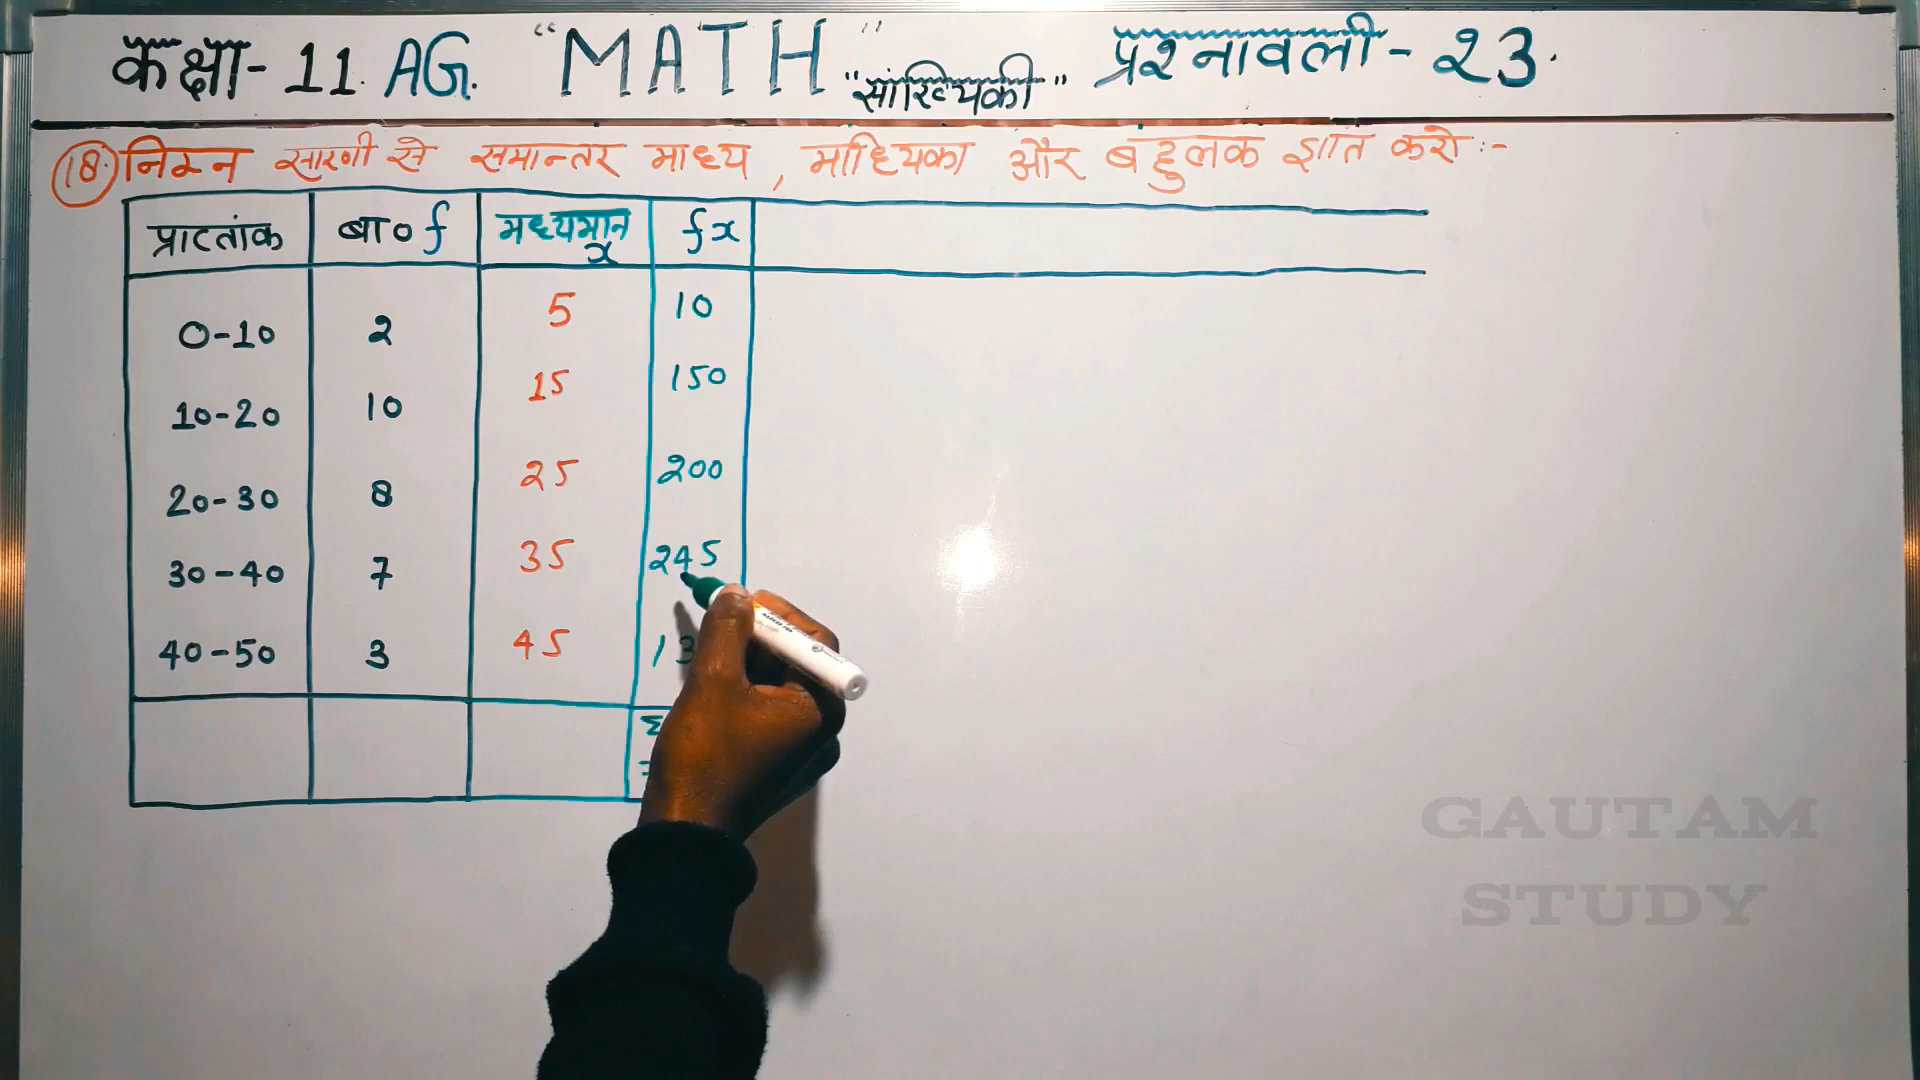 कक्षा- 11. AG. "MATH" "सांख्यिकी" प्रश्नावली- 23.
18. निम्न सारणी से समान्तर माध्य, माध्यिका और बहुलक ज्ञात करो:-
प्राप्तांक बा० f मध्यमान x fx
0-10 2 5 10
10-20 10 15 150
20-30 8 25 200
30-40 7 35 245
40-50 3 45
GAUTAM
STUDY